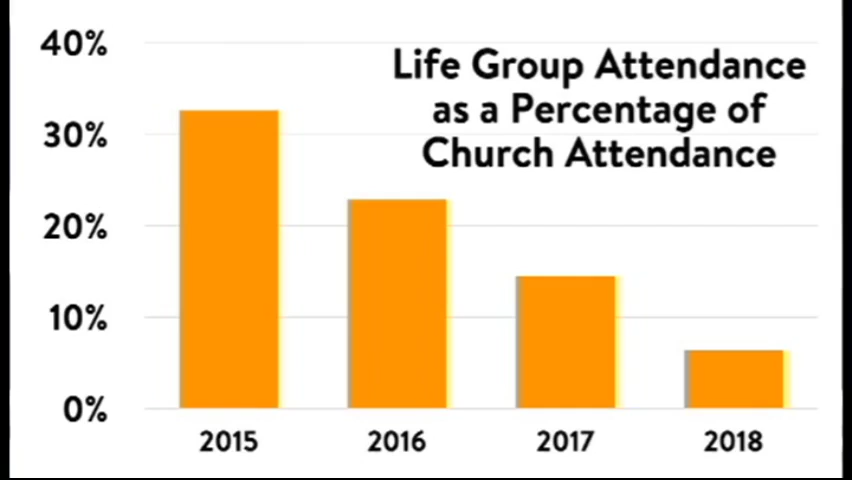 40%
Life Group Attendance
as a Percentage of
Church Attendance
30%
20%
10%
0%
2015 2016 2017 2018